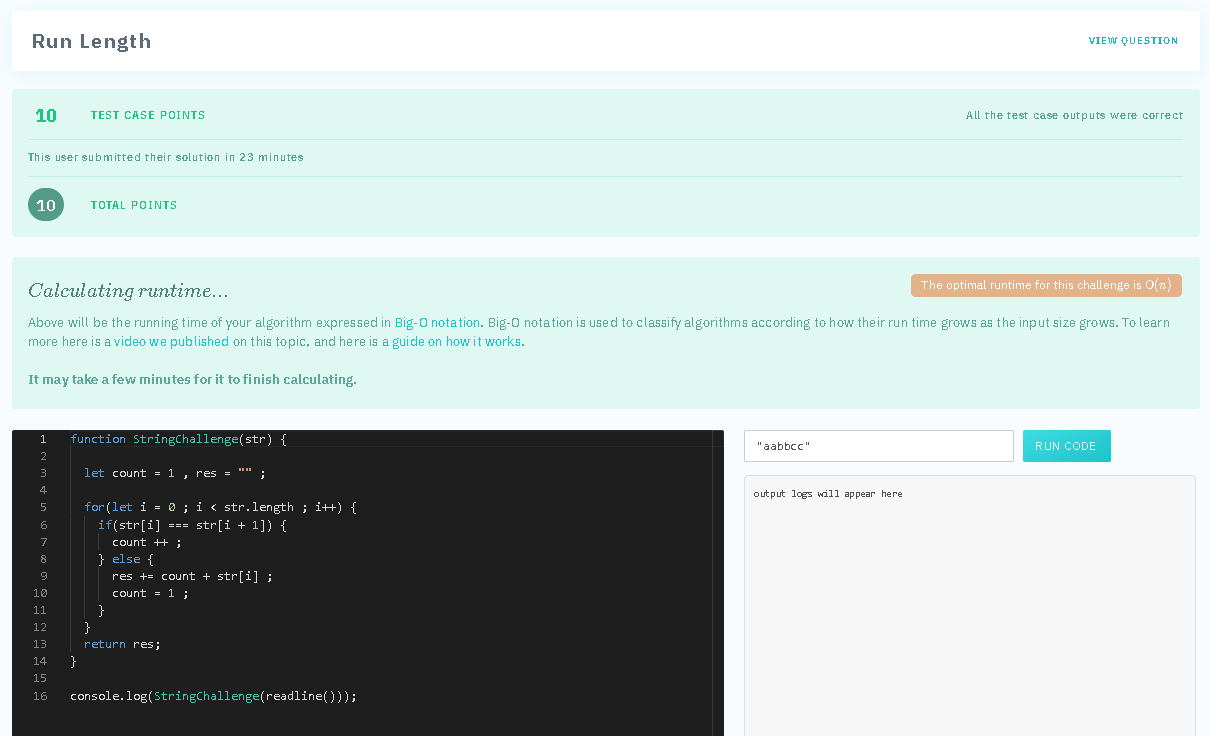 Run Length
VIEW QUESTION
10 TEST CASE POINTS
All the test case outputs were correct
This user submitted their solution in 23 minutes
10 TOTAL POINTS
Calculating runtime...
The optimal runtime for this challenge is O(n)
Above will be the running time of your algorithm expressed in Big-O notation. Big-O notation is used to classify algorithms according to how their run time grows as the input size grows. To learn
more here is a video we published on this topic, and here is a guide on how it works.
It may take a few minutes for it to finish calculating.
1 function StringChallenge(str) {
2
3 let count = 1 , res = "" ;
4
5 for(let i = 0 ; i < str.length ; i++) {
6 if(str[i] === str[i + 1]) {
7 count ++ ;
8 } else {
9 res += count + str[i] ;
10 count = 1 ;
11 }
12 }
13 return res;
14 }
15
16 console.log(StringChallenge(readline()));
"aabbcc"
RUN CODE
output logs will appear here